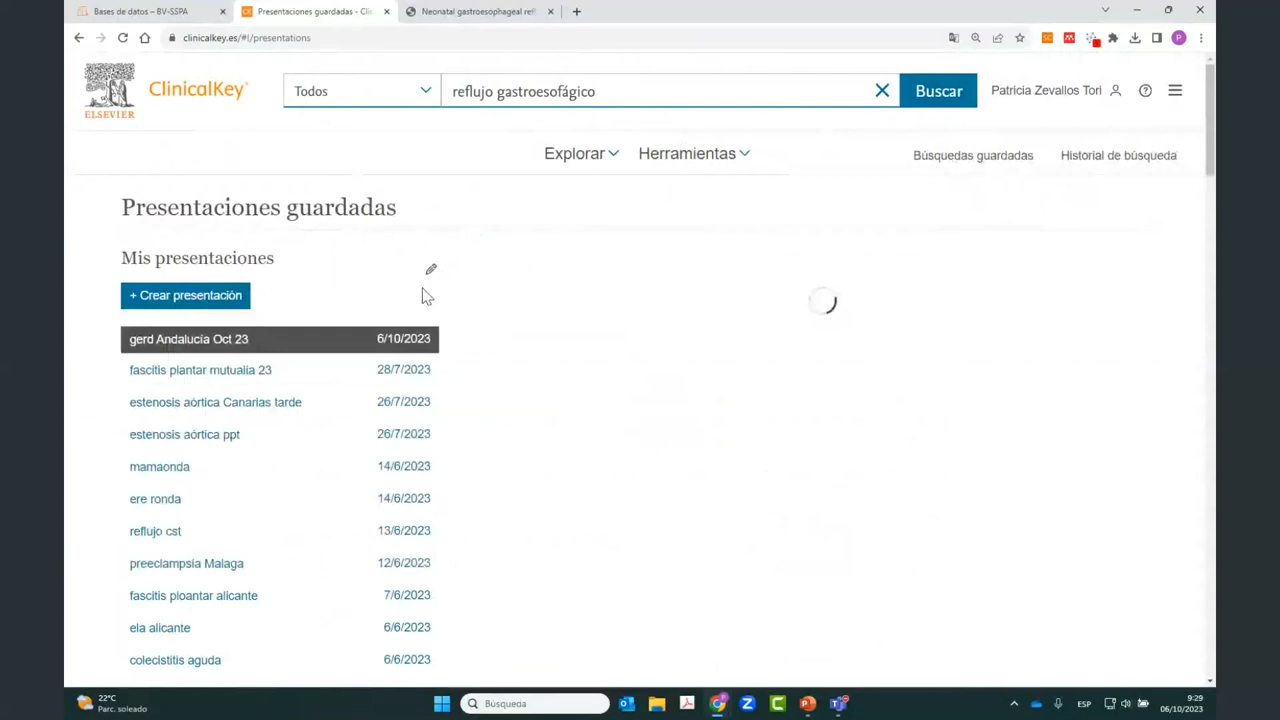 Bases de datos – BV-SSPA
Presentaciones guardadas - Clin
Neonatal gastroesophageal refl
clinicalkey.es/#!/presentations
ELSEVIER
ClinicalKey
Todos
reflujo gastroesofágico
Buscar
Patricia Zevallos Tori
Explorar
Herramientas
Búsquedas guardadas
Historial de búsqueda
Presentaciones guardadas
Mis presentaciones
+ Crear presentación
gerd Andalucía Oct 23 6/10/2023
fascitis plantar mutualia 23 28/7/2023
estenosis aórtica Canarias tarde 26/7/2023
estenosis aórtica ppt 26/7/2023
mamaonda 14/6/2023
ere ronda 14/6/2023
reflujo cst 13/6/2023
preeclampsia Malaga 12/6/2023
fascitis ploantar alicante 7/6/2023
ela alicante 6/6/2023
colecistitis aguda 6/6/2023
22°C
Parc. soleado
Búsqueda
ESP
9:29
06/10/2023